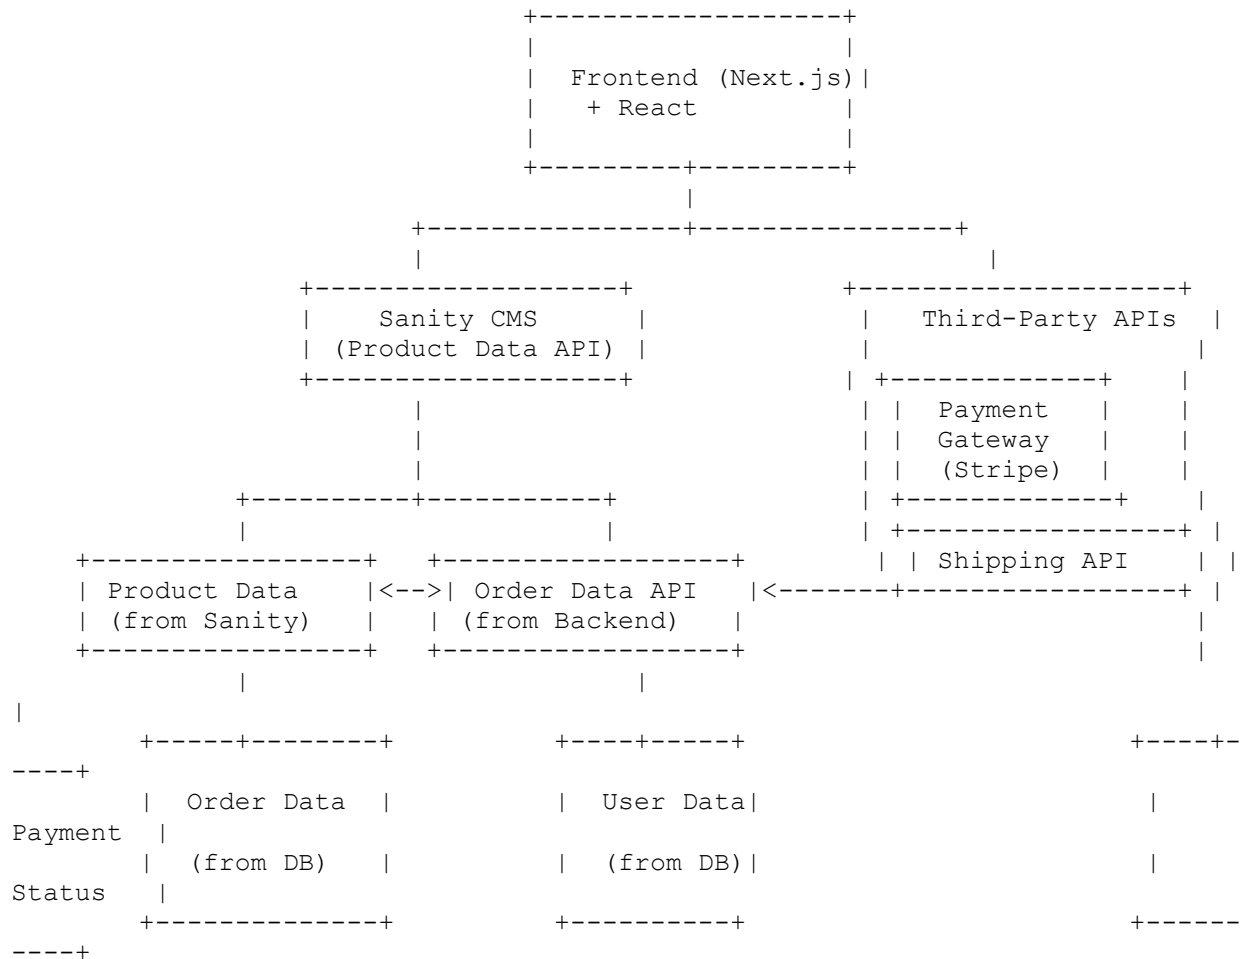 +-----------------+
|                 |
|  Frontend (Next.js)|
|   + React        |
|                 |
+---------+---------+
|
+----------------+----------------+
|                                |
+-------------------+            +--------------------+
|    Sanity CMS      |            |   Third-Party APIs  |
| (Product Data API) |            |                    |
+-------------------+            | +-------------+    |
|                         | |  Payment   |    |
|                         | |  Gateway   |    |
|                         | |  (Stripe)  |    |
+----------+-----------+              | +-------------+    |
|                      |              | +-----------------+ |
+-----------------+   +------------------+       | | Shipping API    | |
| Product Data    |<-->| Order Data API   |<-------+-----------------+ |
| (from Sanity)   |   | (from Backend)   |                            |
+-----------------+   +------------------+                            |
|                        |
|
+-----+--------+          +----+-----+                        +----+-
----+
|  Order Data  |          |  User Data|                        |
Payment  |
|  (from DB)   |          |  (from DB)|                        |
Status   |
+--------------+          +----------+                        +------
----+